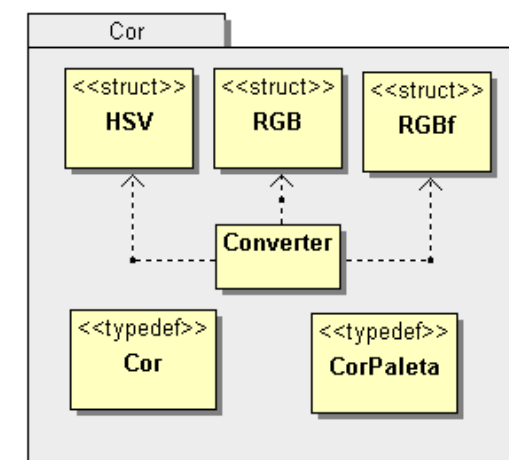 Cor
<<struct>>
HSV
<<struct>>
RGB
<<struct>>
RGBf
Converter
<<typedef>>
Cor
<<typedef>>
CorPaleta